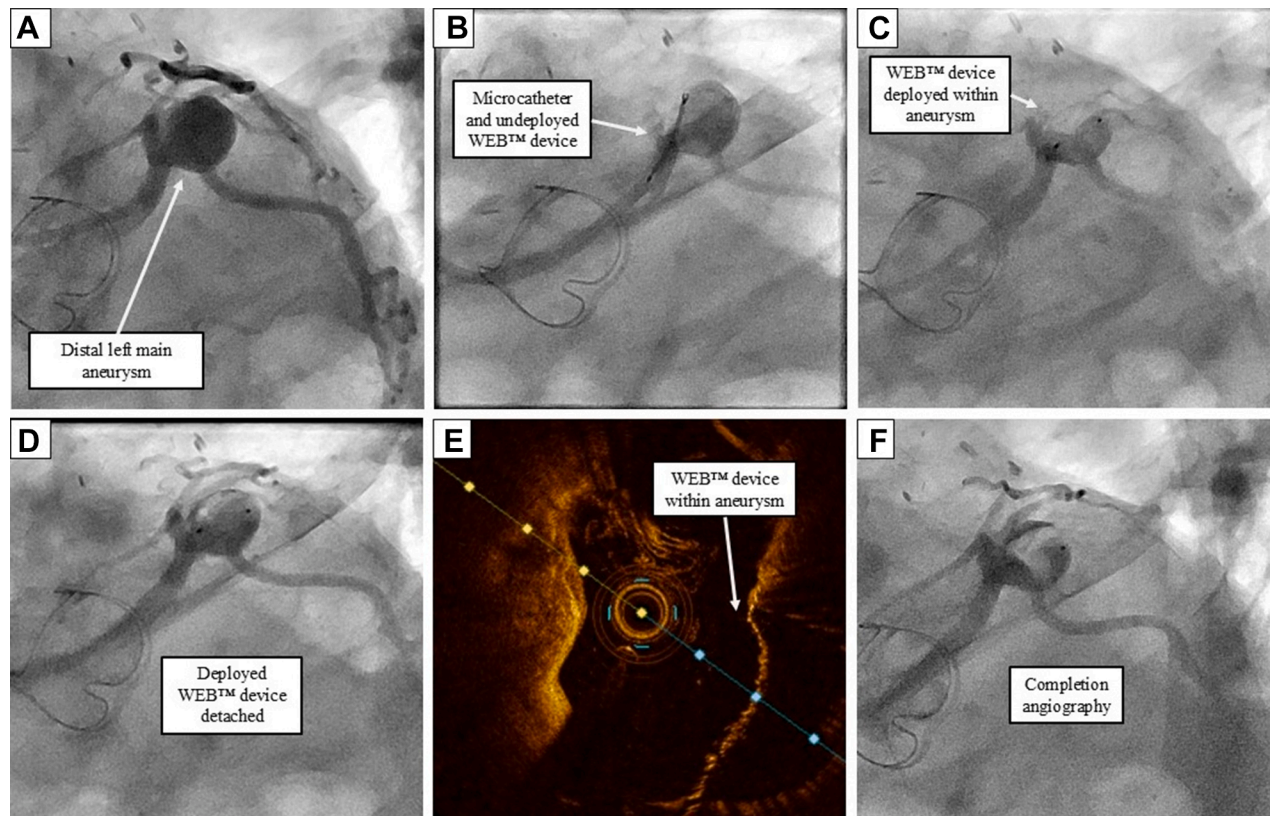 A
Distal left main
aneurysm
B
Microcatheter
and undeployed
WEB™ device
C
WEB™ device
deployed within
aneurysm
D
Deployed
WEB™ device
detached
E
WEB™ device
within aneurysm
F
Completion
angiography